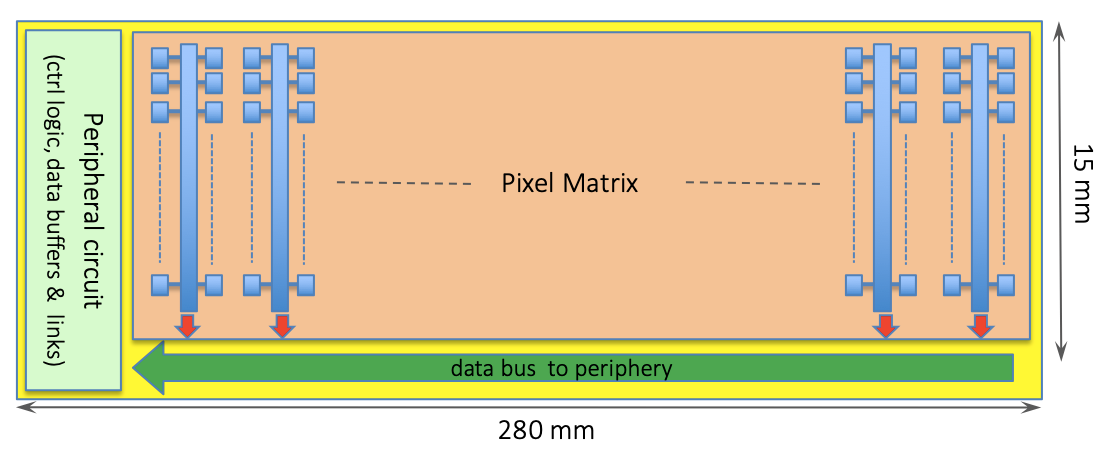 Peripheral circuit
(ctrl logic, data buffers & links)
Pixel Matrix
data bus to periphery
15 mm
280 mm